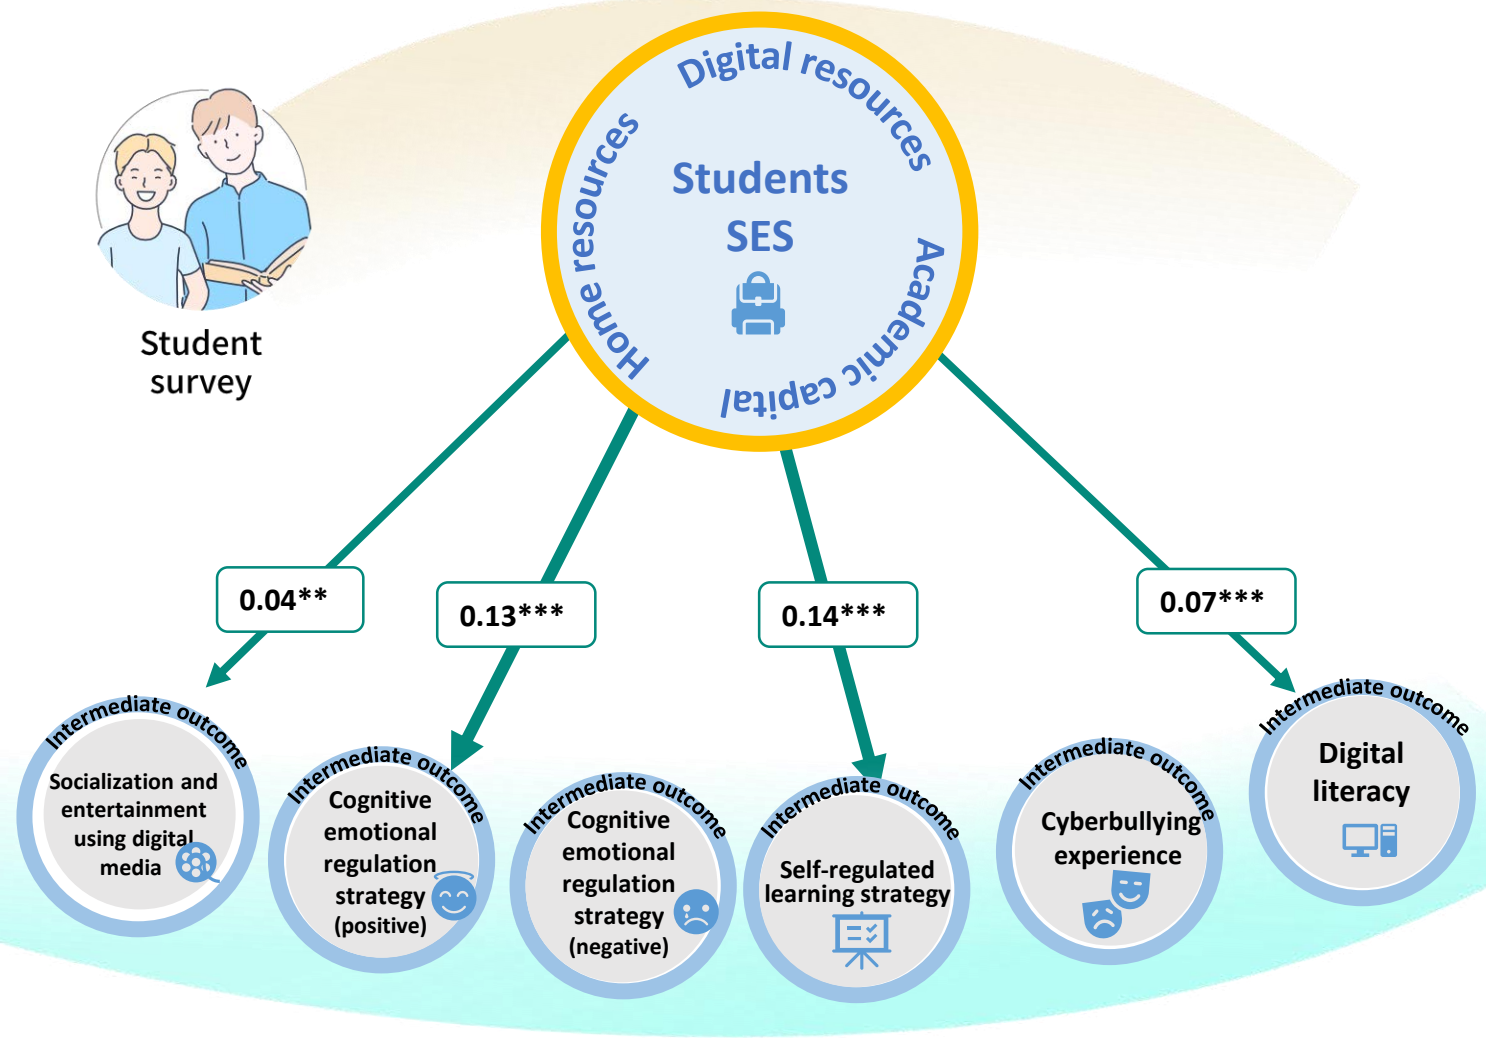 Digital resources
Home resources
Academic capital
Students
SES
Student
survey
0.04**
0.13***
0.14***
0.07***
Intermediate outcome
Socialization and
entertainment
using digital
media
Intermediate outcome
Cognitive
emotional
regulation
strategy
(positive)
Intermediate outcome
Cognitive
emotional
regulation
strategy
(negative)
Intermediate outcome
Self-regulated
learning strategy
Intermediate outcome
Cyberbullying
experience
Intermediate outcome
Digital
literacy